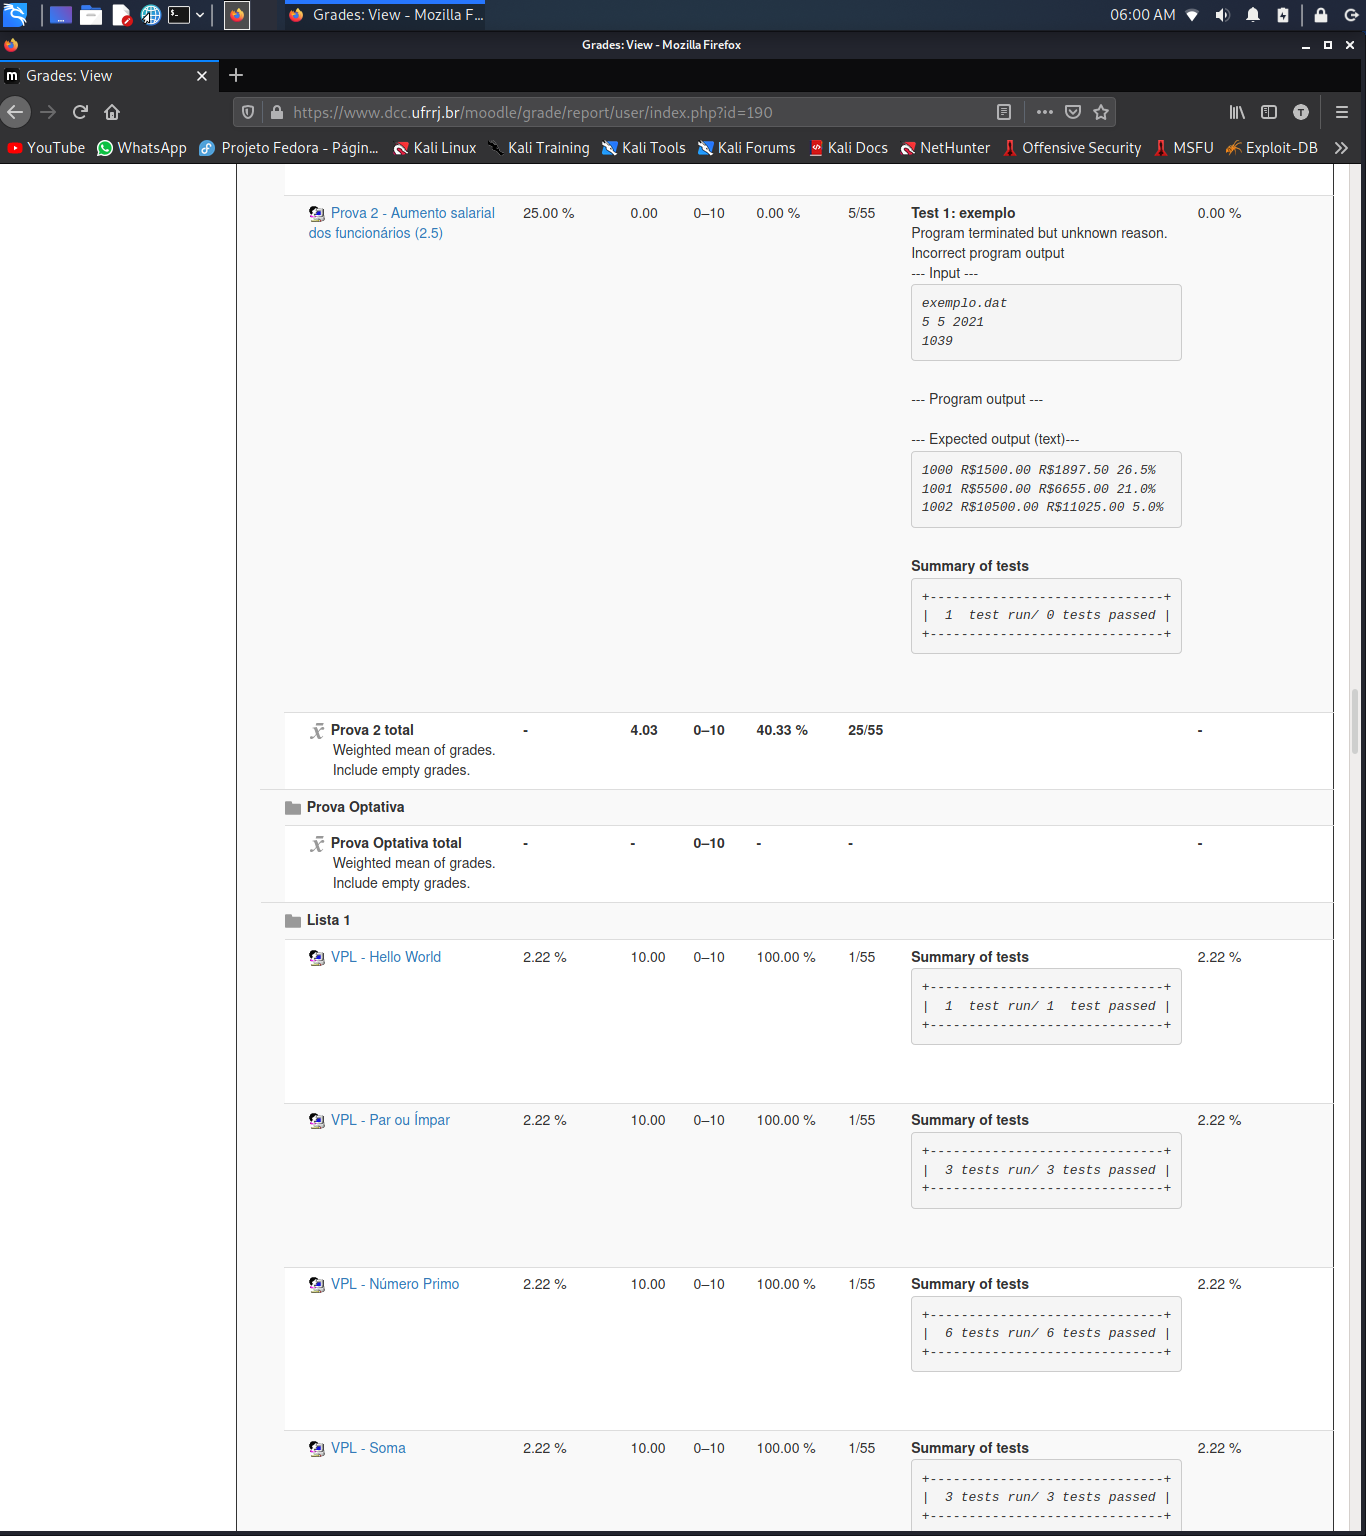 Grades: View - Mozilla F...
06:00 AM
Grades: View - Mozilla Firefox
m Grades: View
https://www.dcc.ufrrj.br/moodle/grade/report/user/index.php?id=190
T
YouTube WhatsApp Projeto Fedora - Págin... Kali Linux Kali Training Kali Tools Kali Forums Kali Docs NetHunter Offensive Security MSFU Exploit-DB
Prova 2 - Aumento salarial 25.00 % 0.00 0–10 0.00 % 5/55 Test 1: exemplo 0.00 %
dos funcionários (2.5) Program terminated but unknown reason.
Incorrect program output
--- Input ---
exemplo.dat
5 5 2021
1039
--- Program output ---
--- Expected output (text)---
1000 R$1500.00 R$1897.50 26.5%
1001 R$5500.00 R$6655.00 21.0%
1002 R$10500.00 R$11025.00 5.0%
Summary of tests
+------------------------------+
|  1  test run/ 0 tests passed |
+------------------------------+
x̄ Prova 2 total - 4.03 0–10 40.33 % 25/55 -
Weighted mean of grades.
Include empty grades.
Prova Optativa
x̄ Prova Optativa total - - 0–10 - - -
Weighted mean of grades.
Include empty grades.
Lista 1
VPL - Hello World 2.22 % 10.00 0–10 100.00 % 1/55 Summary of tests 2.22 %
+------------------------------+
|  1  test run/ 1  test passed |
+------------------------------+
VPL - Par ou Ímpar 2.22 % 10.00 0–10 100.00 % 1/55 Summary of tests 2.22 %
+------------------------------+
|  3 tests run/ 3 tests passed |
+------------------------------+
VPL - Número Primo 2.22 % 10.00 0–10 100.00 % 1/55 Summary of tests 2.22 %
+------------------------------+
|  6 tests run/ 6 tests passed |
+------------------------------+
VPL - Soma 2.22 % 10.00 0–10 100.00 % 1/55 Summary of tests 2.22 %
+------------------------------+
|  3 tests run/ 3 tests passed |
+------------------------------+